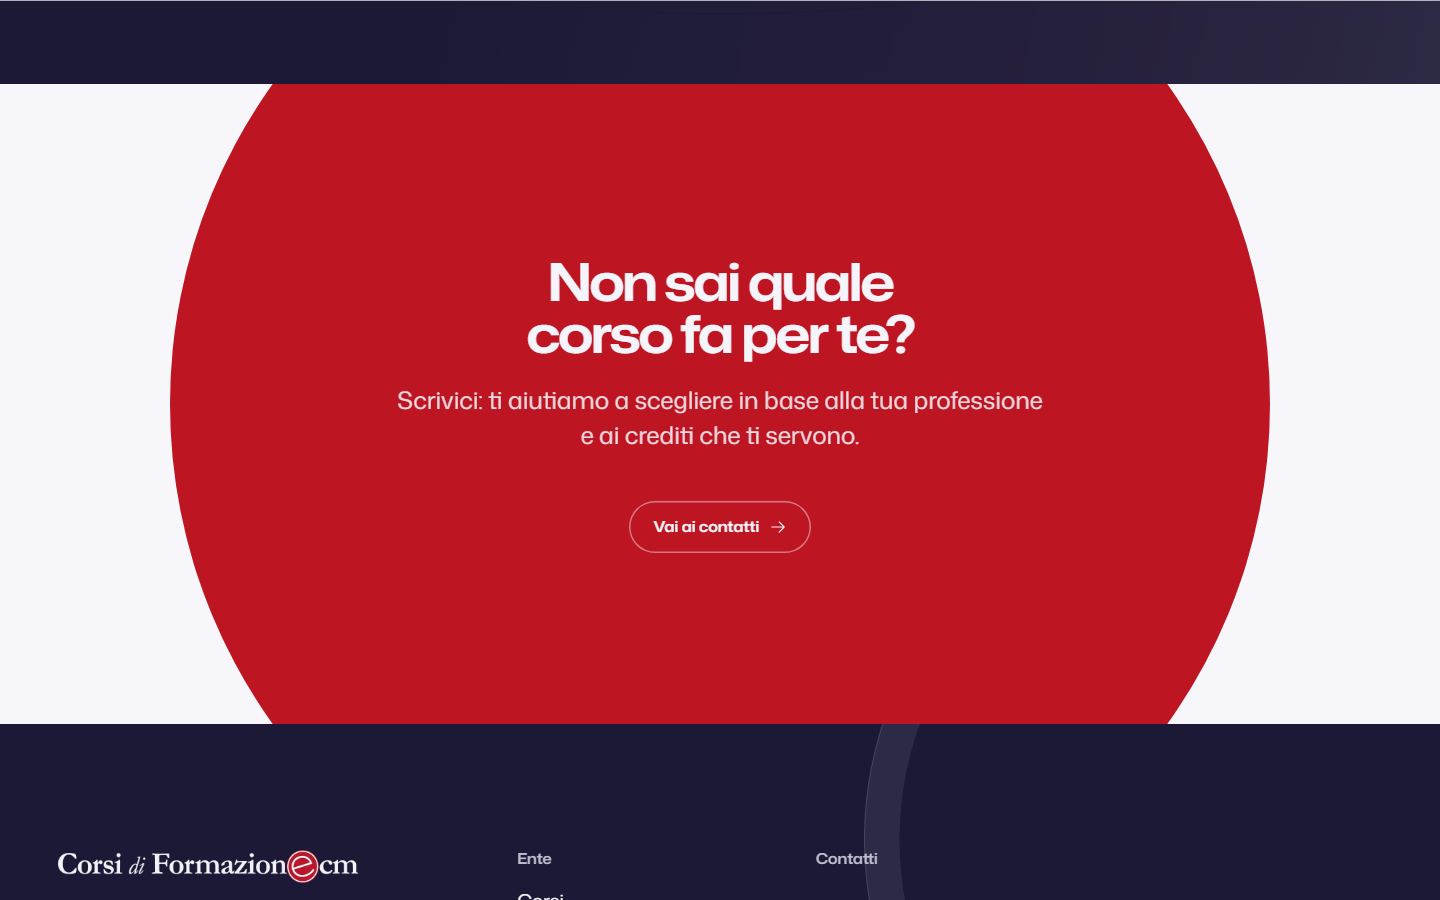 Non sai quale
corso fa per te?
Scrivici: ti aiutiamo a scegliere in base alla tua professione
e ai crediti che ti servono.
Vai ai contatti
Corsi di Formazionecm
Ente
Contatti
Corsi